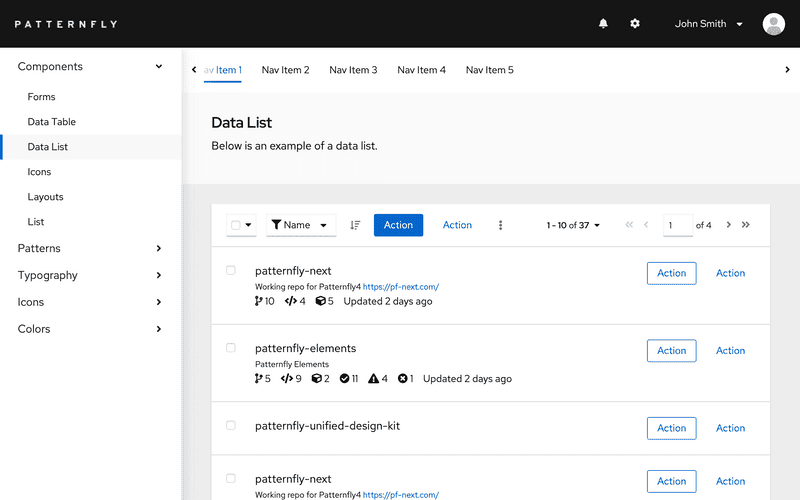 PATTERNFLY
John Smith
Components
Forms
Data Table
Data List
Icons
Layouts
List
Patterns
Typography
Icons
Colors
av Item 1 Nav Item 2 Nav Item 3 Nav Item 4 Nav Item 5
Data List
Below is an example of a data list.
Name Action Action 1 - 10 of 37 1 of 4
patternfly-next
Working repo for Patternfly4 https://pf-next.com/
10 4 5 Updated 2 days ago
Action Action
patternfly-elements
Patternfly Elements
5 9 2 11 4 1 Updated 2 days ago
Action Action
patternfly-unified-design-kit
Action Action
patternfly-next
Working repo for Patternfly4 https://pf-next.com/
Action Action